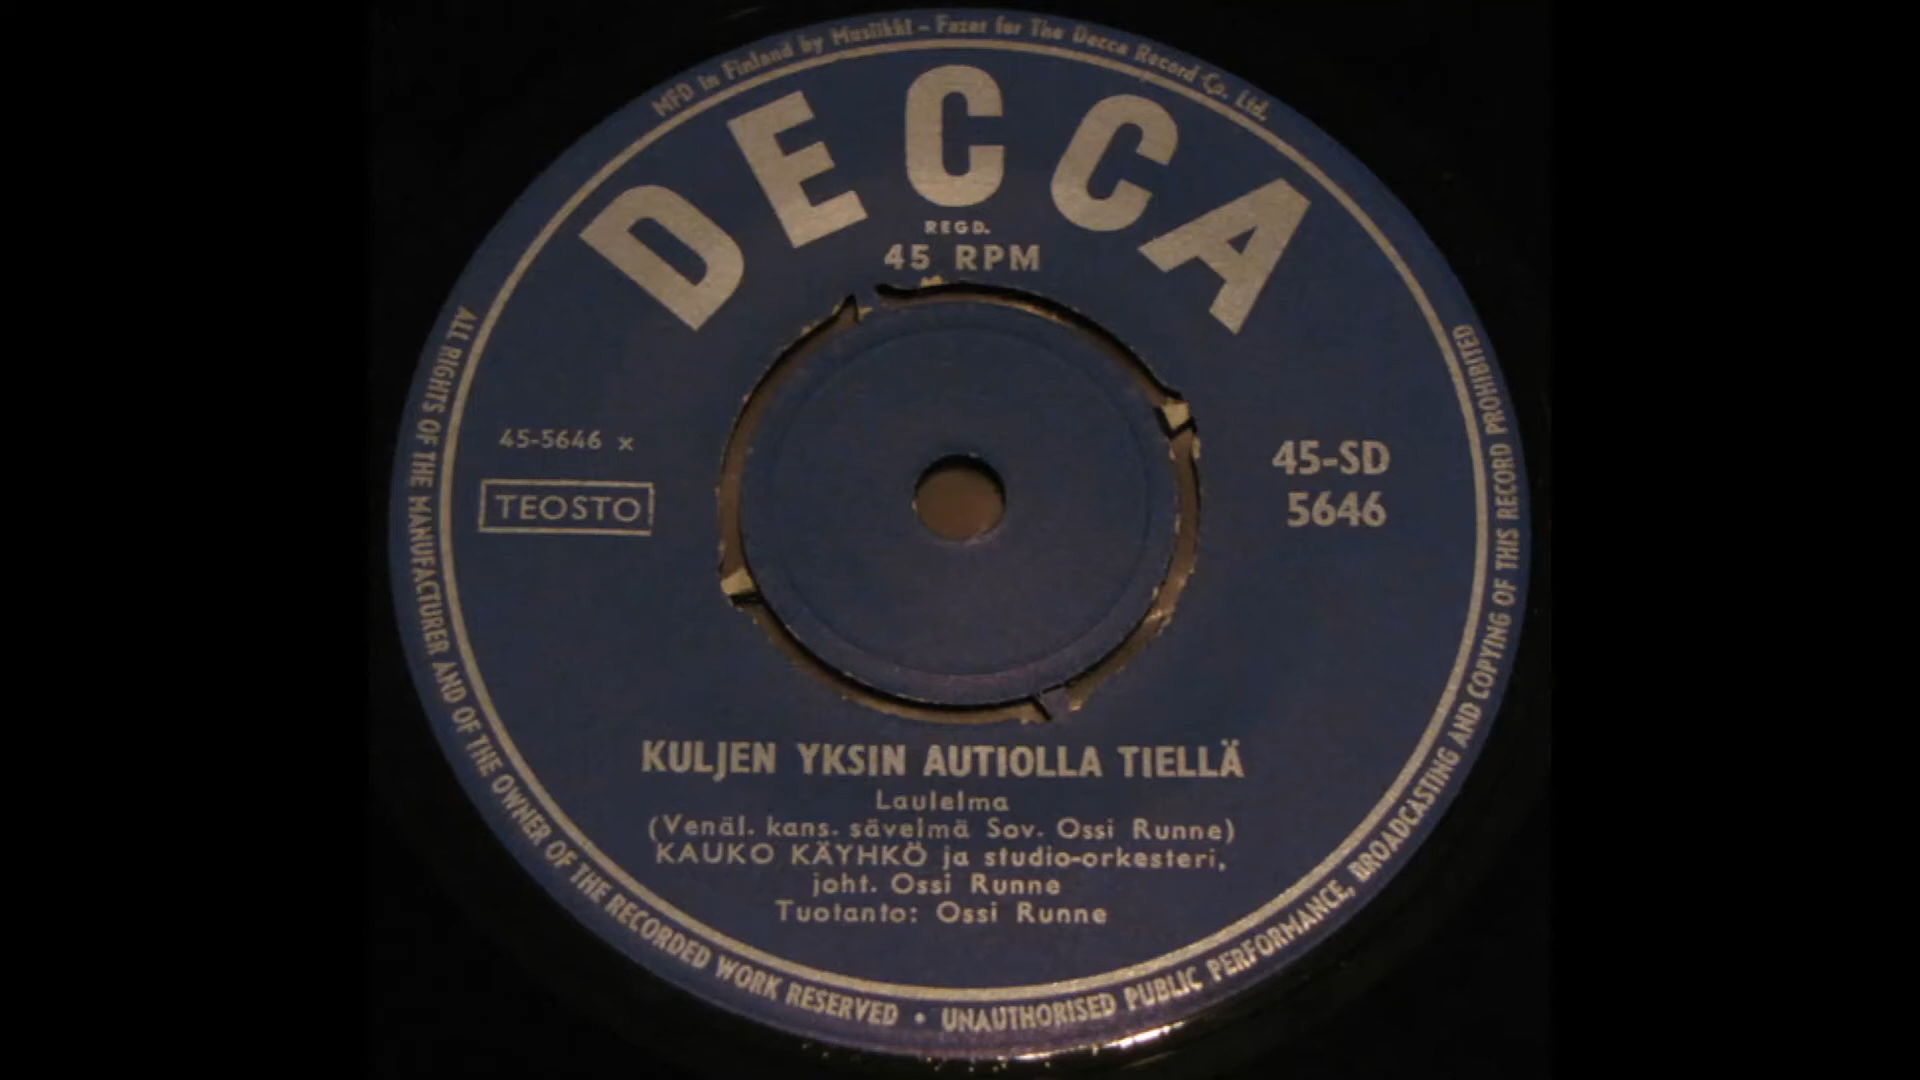 MFD in Finland by Musiikki – Fazer for The Decca Record Co. Ltd.
DECCA
REGD.
45 RPM
45-5646 x
TEOSTO
45-SD
5646
KULJEN YKSIN AUTIOLLA TIELLÄ
Laulelma
(Venäl. kans. sävelmä Sov. Ossi Runne)
KAUKO KÄYHKÖ ja studio-orkesteri,
joht. Ossi Runne
Tuotanto: Ossi Runne
ALL RIGHTS OF THE MANUFACTURER AND OF THE OWNER OF THE RECORDED WORK RESERVED • UNAUTHORISED PUBLIC PERFORMANCE, BROADCASTING AND COPYING OF THIS RECORD PROHIBITED